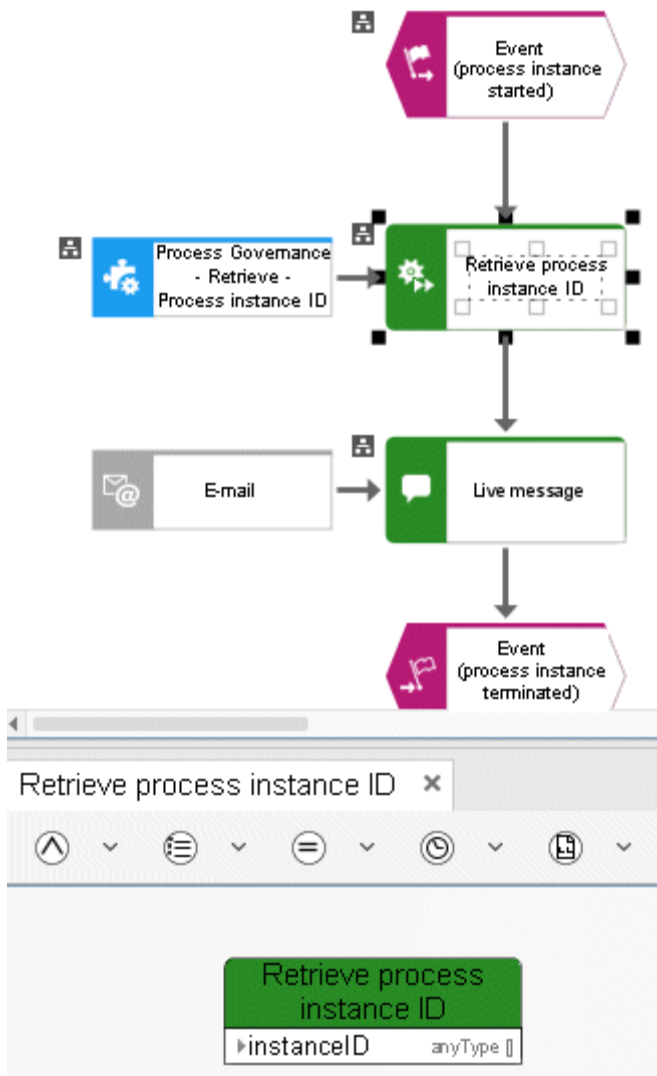 Event
(process instance
started)
Process Governance
- Retrieve -
Process instance ID
Retrieve process
instance ID
E-mail
Live message
Event
(process instance
terminated)
Retrieve process instance ID
Retrieve process
instance ID
instanceID anyType []